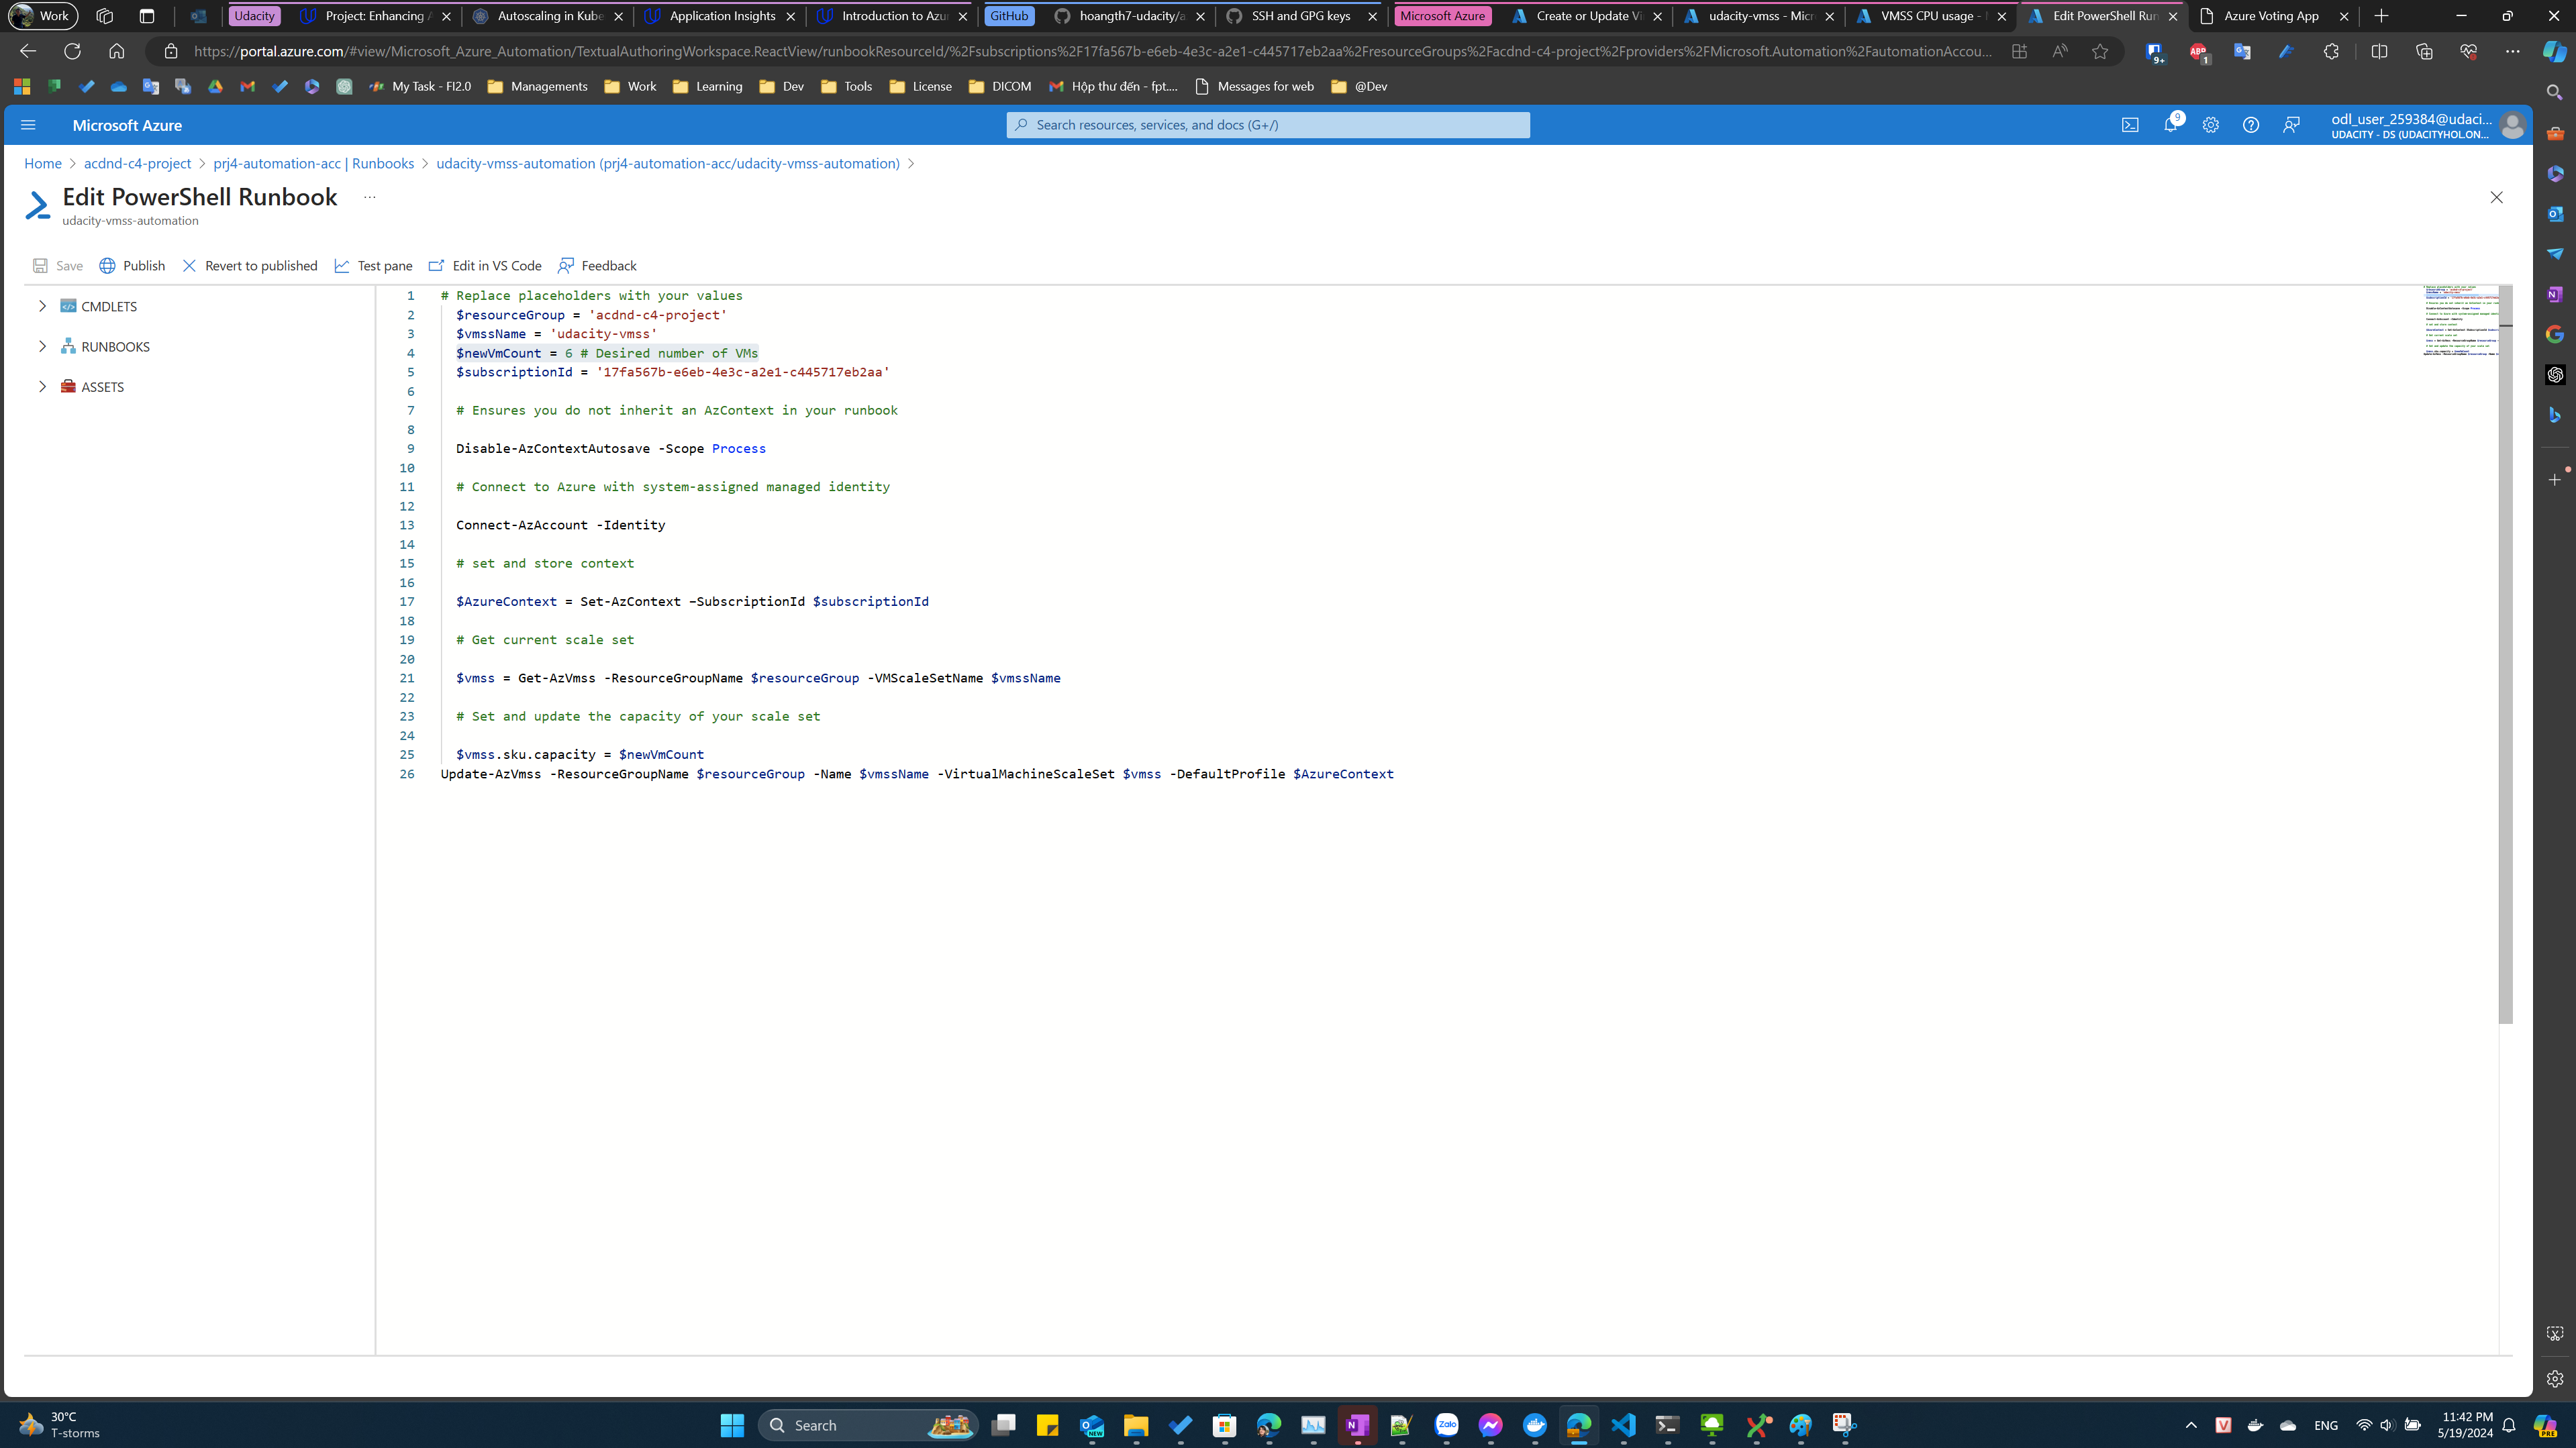 Work
Udacity
Project: Enhancing A
Autoscaling in Kube
Application Insights
Introduction to Azur
GitHub
hoangth7-udacity/a
SSH and GPG keys
Microsoft Azure
Create or Update Vi
udacity-vmss - Micr
VMSS CPU usage -
Edit PowerShell Run
Azure Voting App
https://portal.azure.com/#view/Microsoft_Azure_Automation/TextualAuthoringWorkspace.ReactView/runbookResourceId/%2Fsubscriptions%2F17fa567b-e6eb-4e3c-a2e1-c445717eb2aa%2FresourceGroups%2Facdnd-c4-project%2Fproviders%2FMicrosoft.Automation%2FautomationAccou...
9+
ABP
1
My Task - FI2.0
Managements
Work
Learning
Dev
Tools
License
DICOM
Hộp thư đến - fpt....
Messages for web
@Dev
Microsoft Azure
Search resources, services, and docs (G+/)
9
odl_user_259384@udaci...
UDACITY - DS (UDACITYHOL.ON...
Home > acdnd-c4-project > prj4-automation-acc | Runbooks > udacity-vmss-automation (prj4-automation-acc/udacity-vmss-automation) >
Edit PowerShell Runbook ...
udacity-vmss-automation
Save
Publish
Revert to published
Test pane
Edit in VS Code
Feedback
CMDLETS
RUNBOOKS
ASSETS
1 # Replace placeholders with your values
2 $resourceGroup = 'acdnd-c4-project'
3 $vmssName = 'udacity-vmss'
4 $newVmCount = 6 # Desired number of VMs
5 $subscriptionId = '17fa567b-e6eb-4e3c-a2e1-c445717eb2aa'
6
7 # Ensures you do not inherit an AzContext in your runbook
8
9 Disable-AzContextAutosave -Scope Process
10
11 # Connect to Azure with system-assigned managed identity
12
13 Connect-AzAccount -Identity
14
15 # set and store context
16
17 $AzureContext = Set-AzContext –SubscriptionId $subscriptionId
18
19 # Get current scale set
20
21 $vmss = Get-AzVmss -ResourceGroupName $resourceGroup -VMScaleSetName $vmssName
22
23 # Set and update the capacity of your scale set
24
25 $vmss.sku.capacity = $newVmCount
26 Update-AzVmss -ResourceGroupName $resourceGroup -Name $vmssName -VirtualMachineScaleSet $vmss -DefaultProfile $AzureContext
30°C
T-storms
Search
NEW
Zalo
ENG
11:42 PM
5/19/2024
PRE